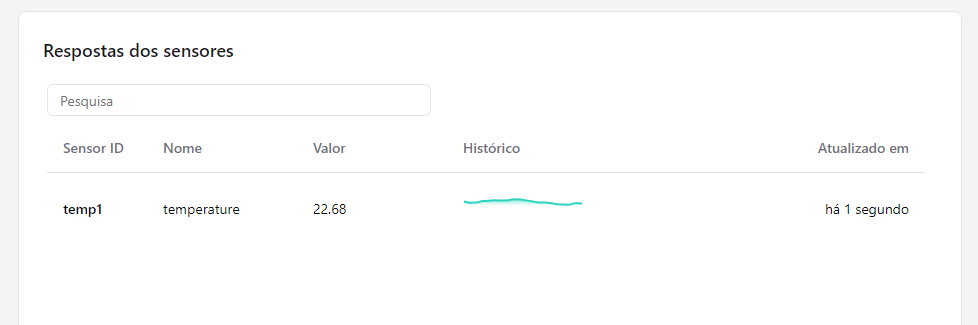 Respostas dos sensores
Pesquisa
Sensor ID Nome Valor Histórico Atualizado em
temp1 temperature 22.68 há 1 segundo